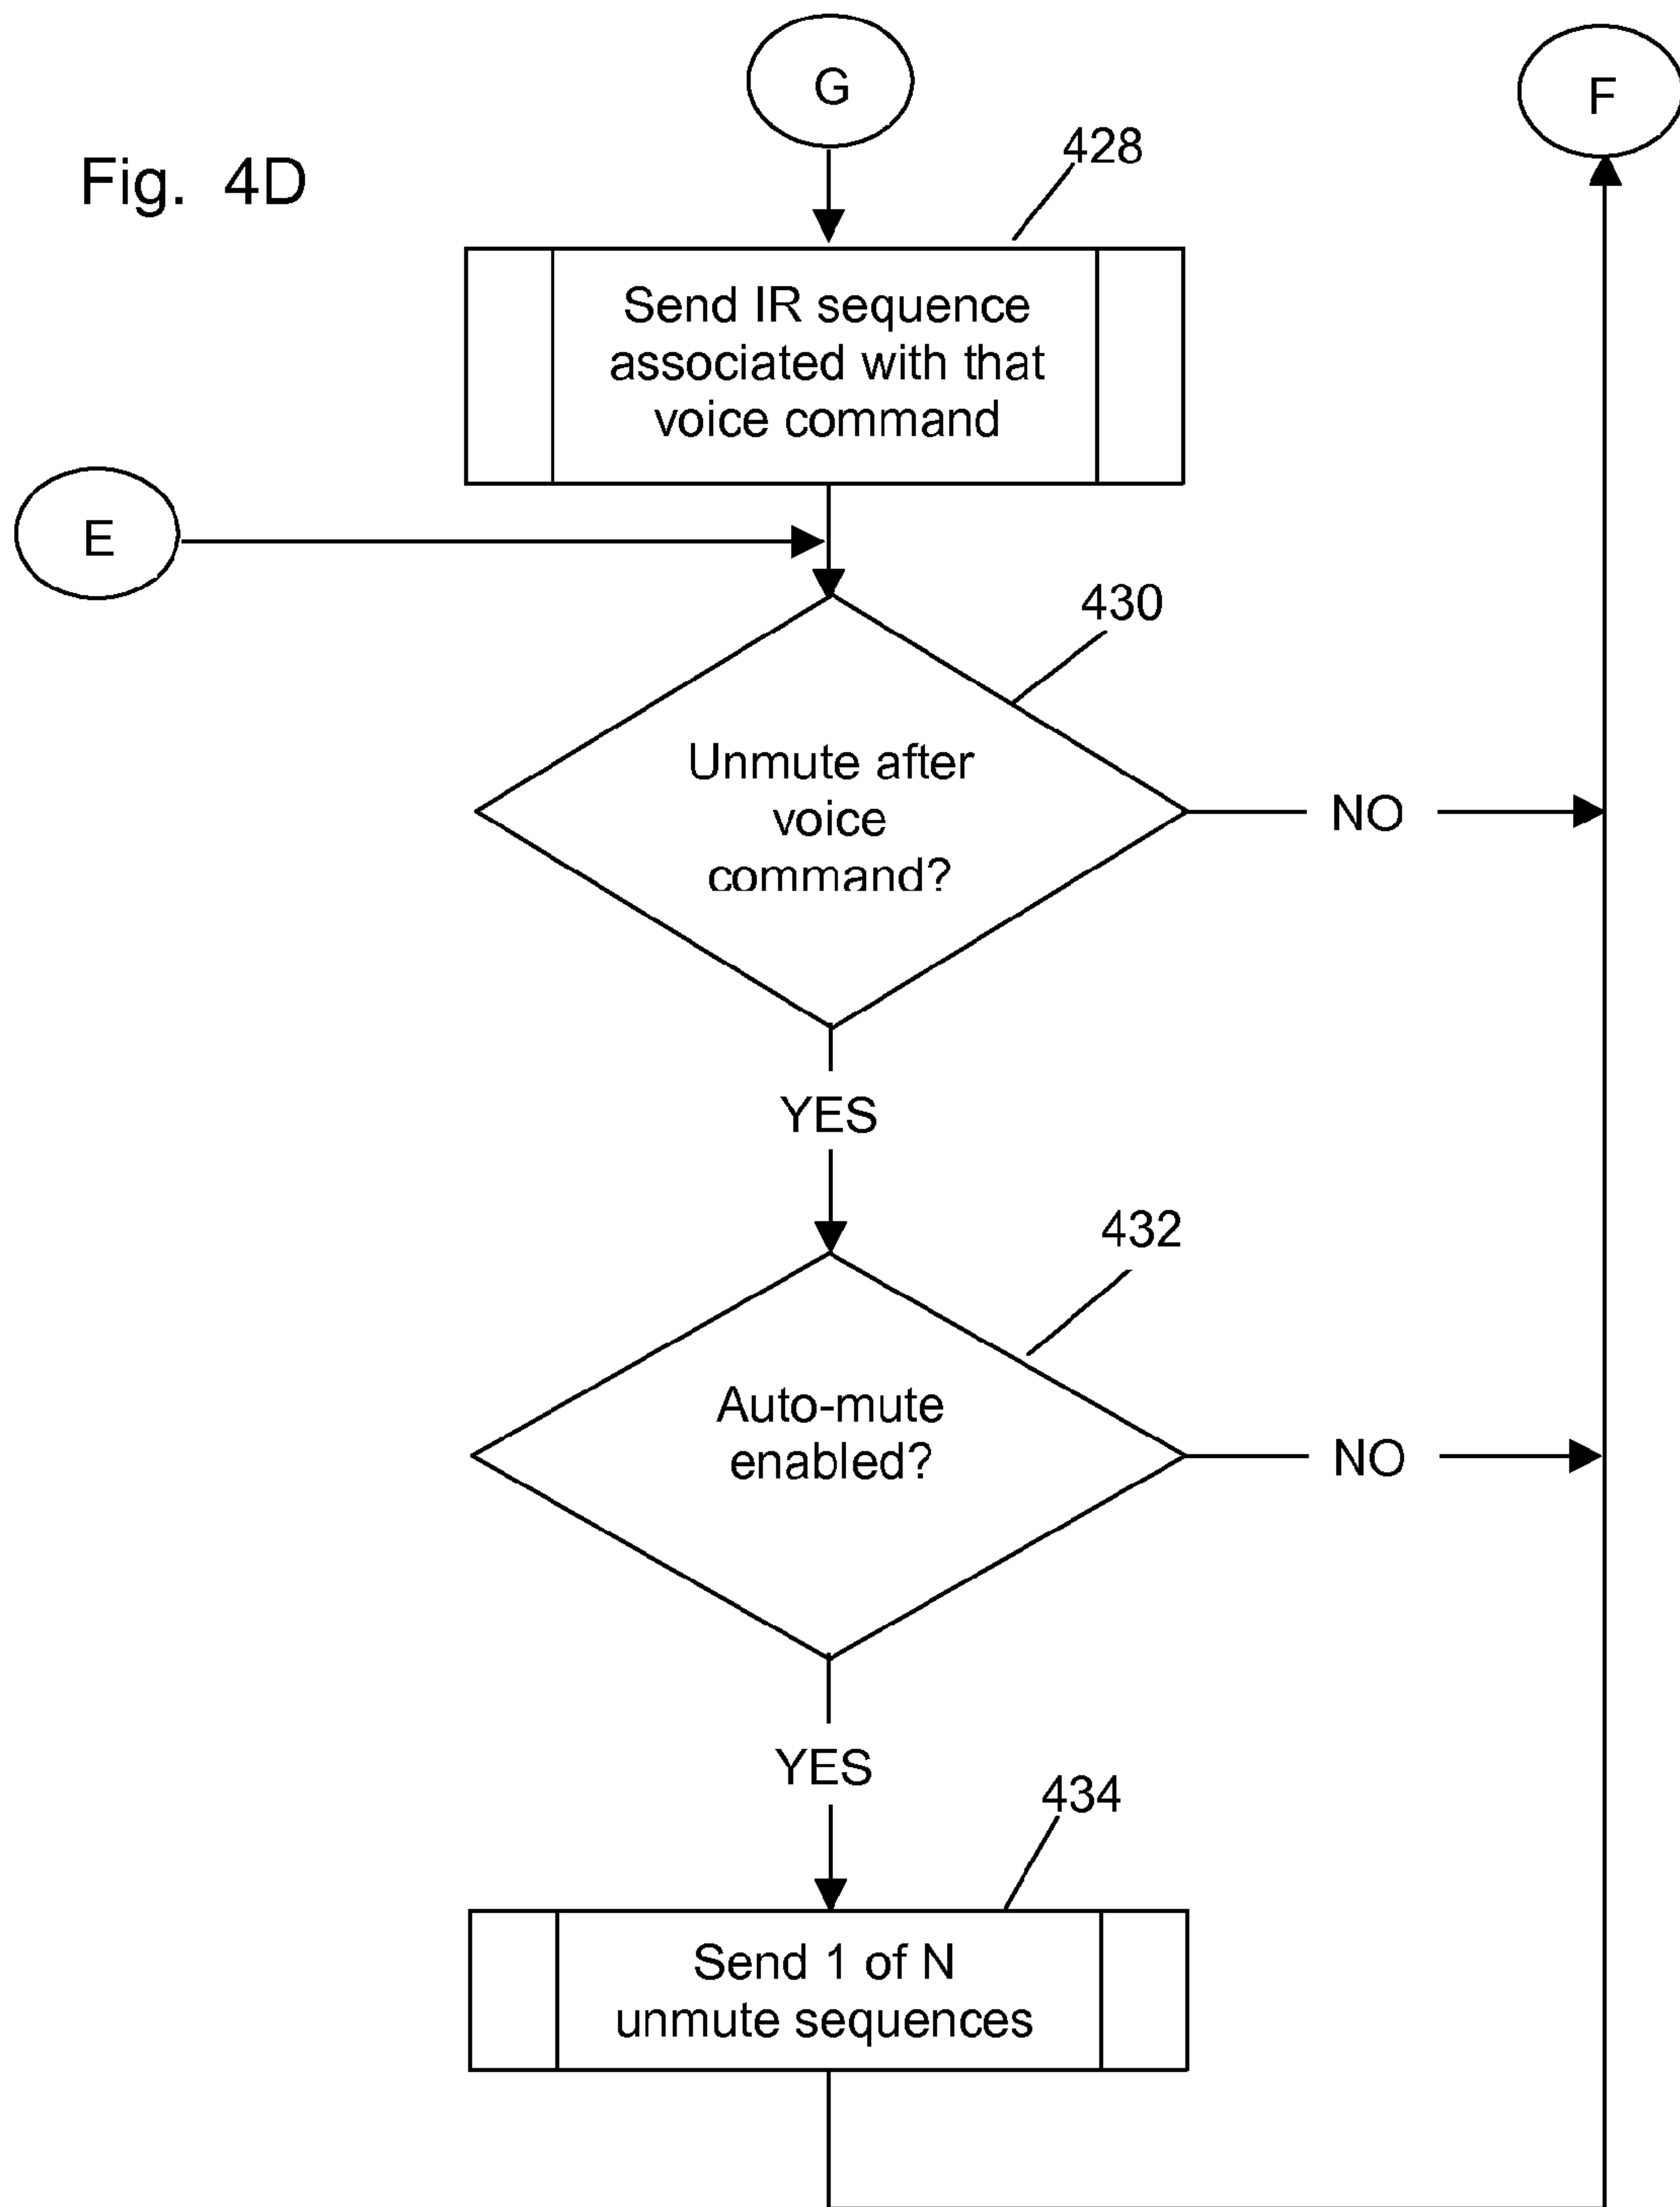 G
F
428
Fig. 4D
Send IR sequence
associated with that
voice command
E
430
Unmute after
voice
command?
NO
YES
432
Auto-mute
enabled?
NO
YES
434
Send 1 of N
unmute sequences